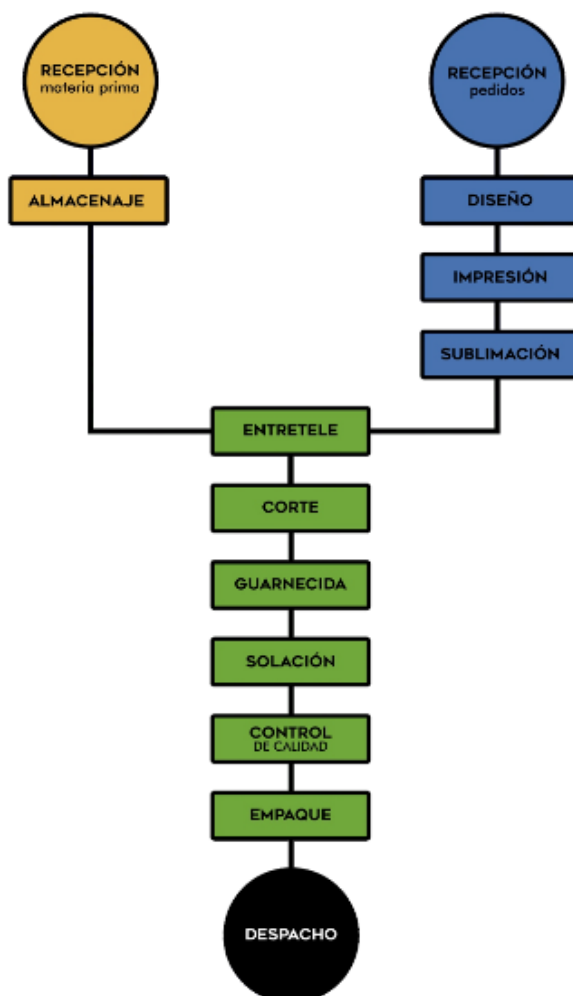 RECEPCIÓN
materia prima
ALMACENAJE
RECEPCIÓN
pedidos
DISEÑO
IMPRESIÓN
SUBLIMACIÓN
ENTRETELE
CORTE
GUARNECIDA
SOLACIÓN
CONTROL
DE CALIDAD
EMPAQUE
DESPACHO